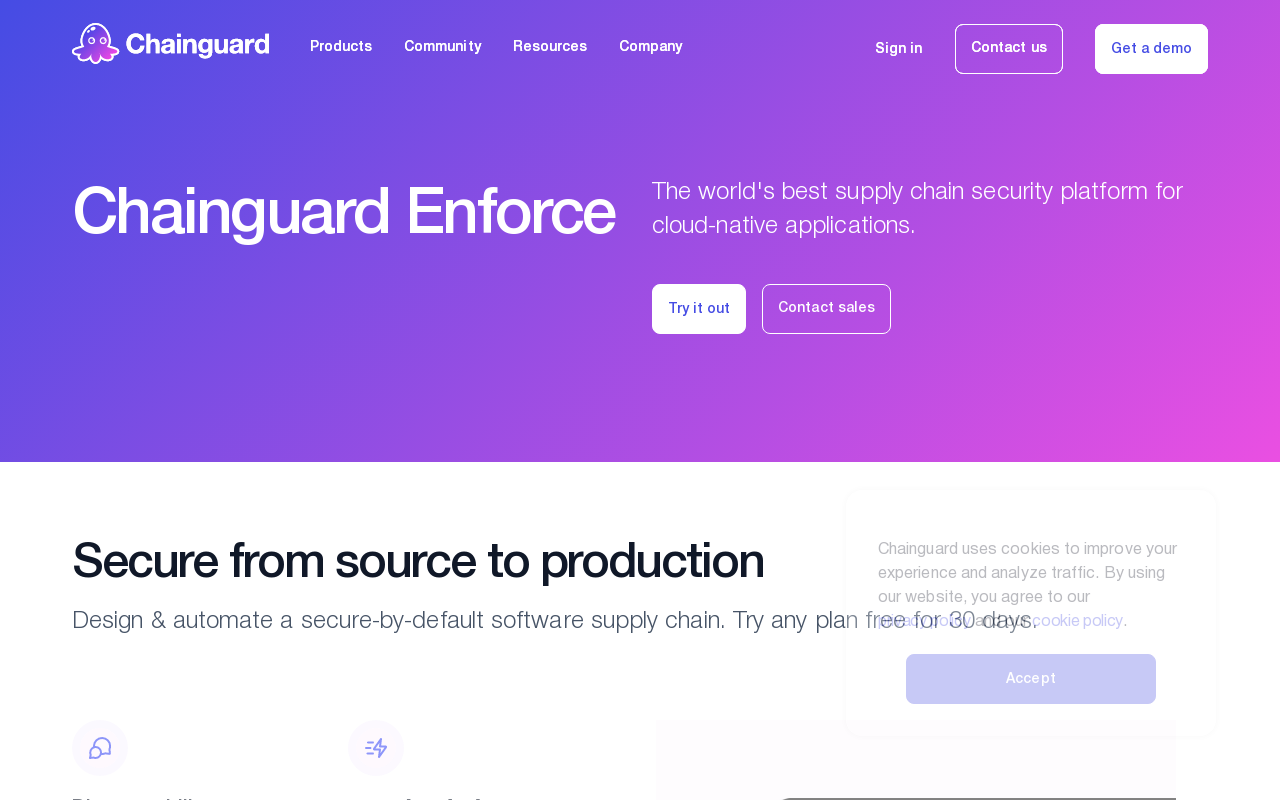 Chainguard
Products
Community
Resources
Company
Sign in
Contact us
Get a demo
Chainguard Enforce
The world's best supply chain security platform for
cloud-native applications.
Try it out
Contact sales
Secure from source to production
Design & automate a secure-by-default software supply chain. Try any plan free for 30 days.
Chainguard uses cookies to improve your
experience and analyze traffic. By using
our website, you agree to our
privacy policy and our cookie policy.
Accept